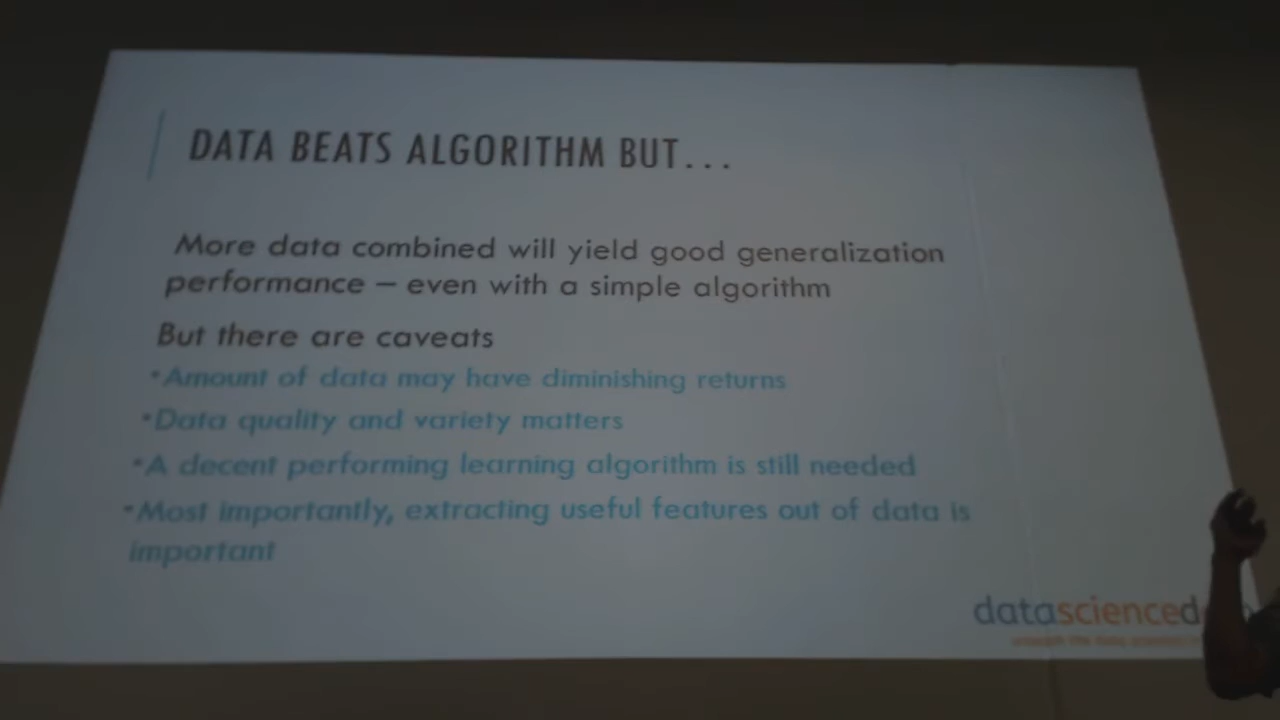 DATA BEATS ALGORITHM BUT...
More data combined will yield good generalization
performance – even with a simple algorithm
But there are caveats
•Amount of data may have diminishing returns
•Data quality and variety matters
•A decent performing learning algorithm is still needed
•Most importantly, extracting useful features out of data is
important
datascienced